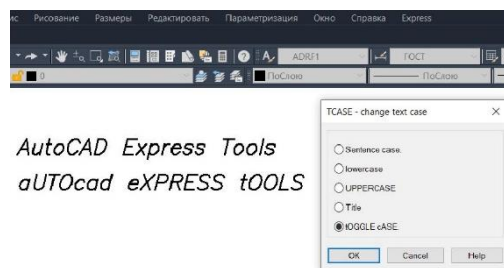 ис Рисование Размеры Редактировать Параметризация Окно Справка Express
ADRF1 ГОСТ
0 ПоСлою ПоСлою
TCASE - change text case
AutoCAD Express Tools
aUTOcad eXPRESS tOOLS
Sentence case.
lowercase
UPPERCASE
Title
tOGGLE cASE
OK Cancel Help